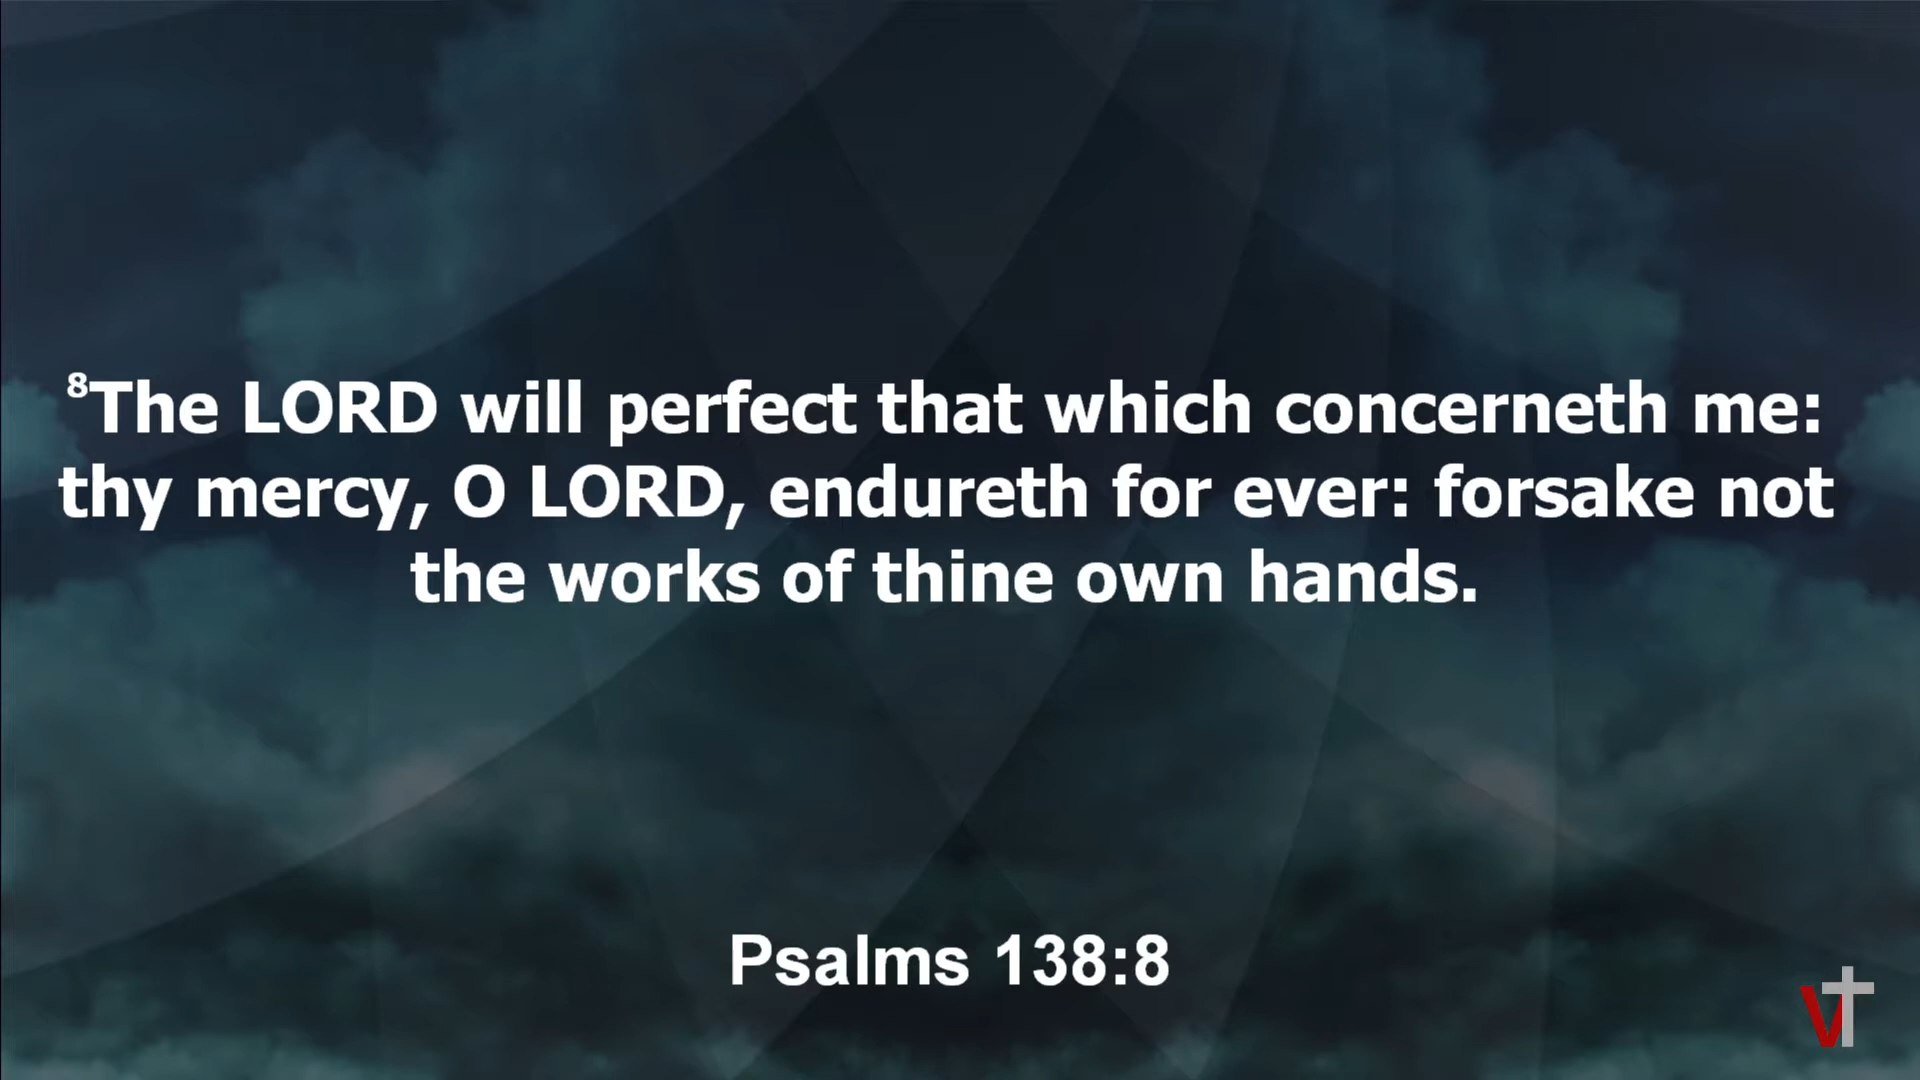 ⁸The LORD will perfect that which concerneth me:
thy mercy, O LORD, endureth for ever: forsake not
the works of thine own hands.
Psalms 138:8
V